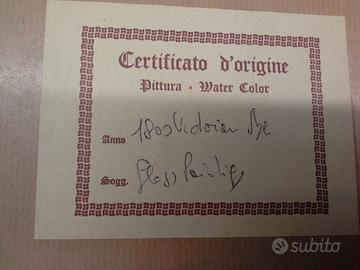 Certificato d'origine
Pittura · Water Color
Anno 1800 Victorian Age
Sogg. Glass Painting
subito